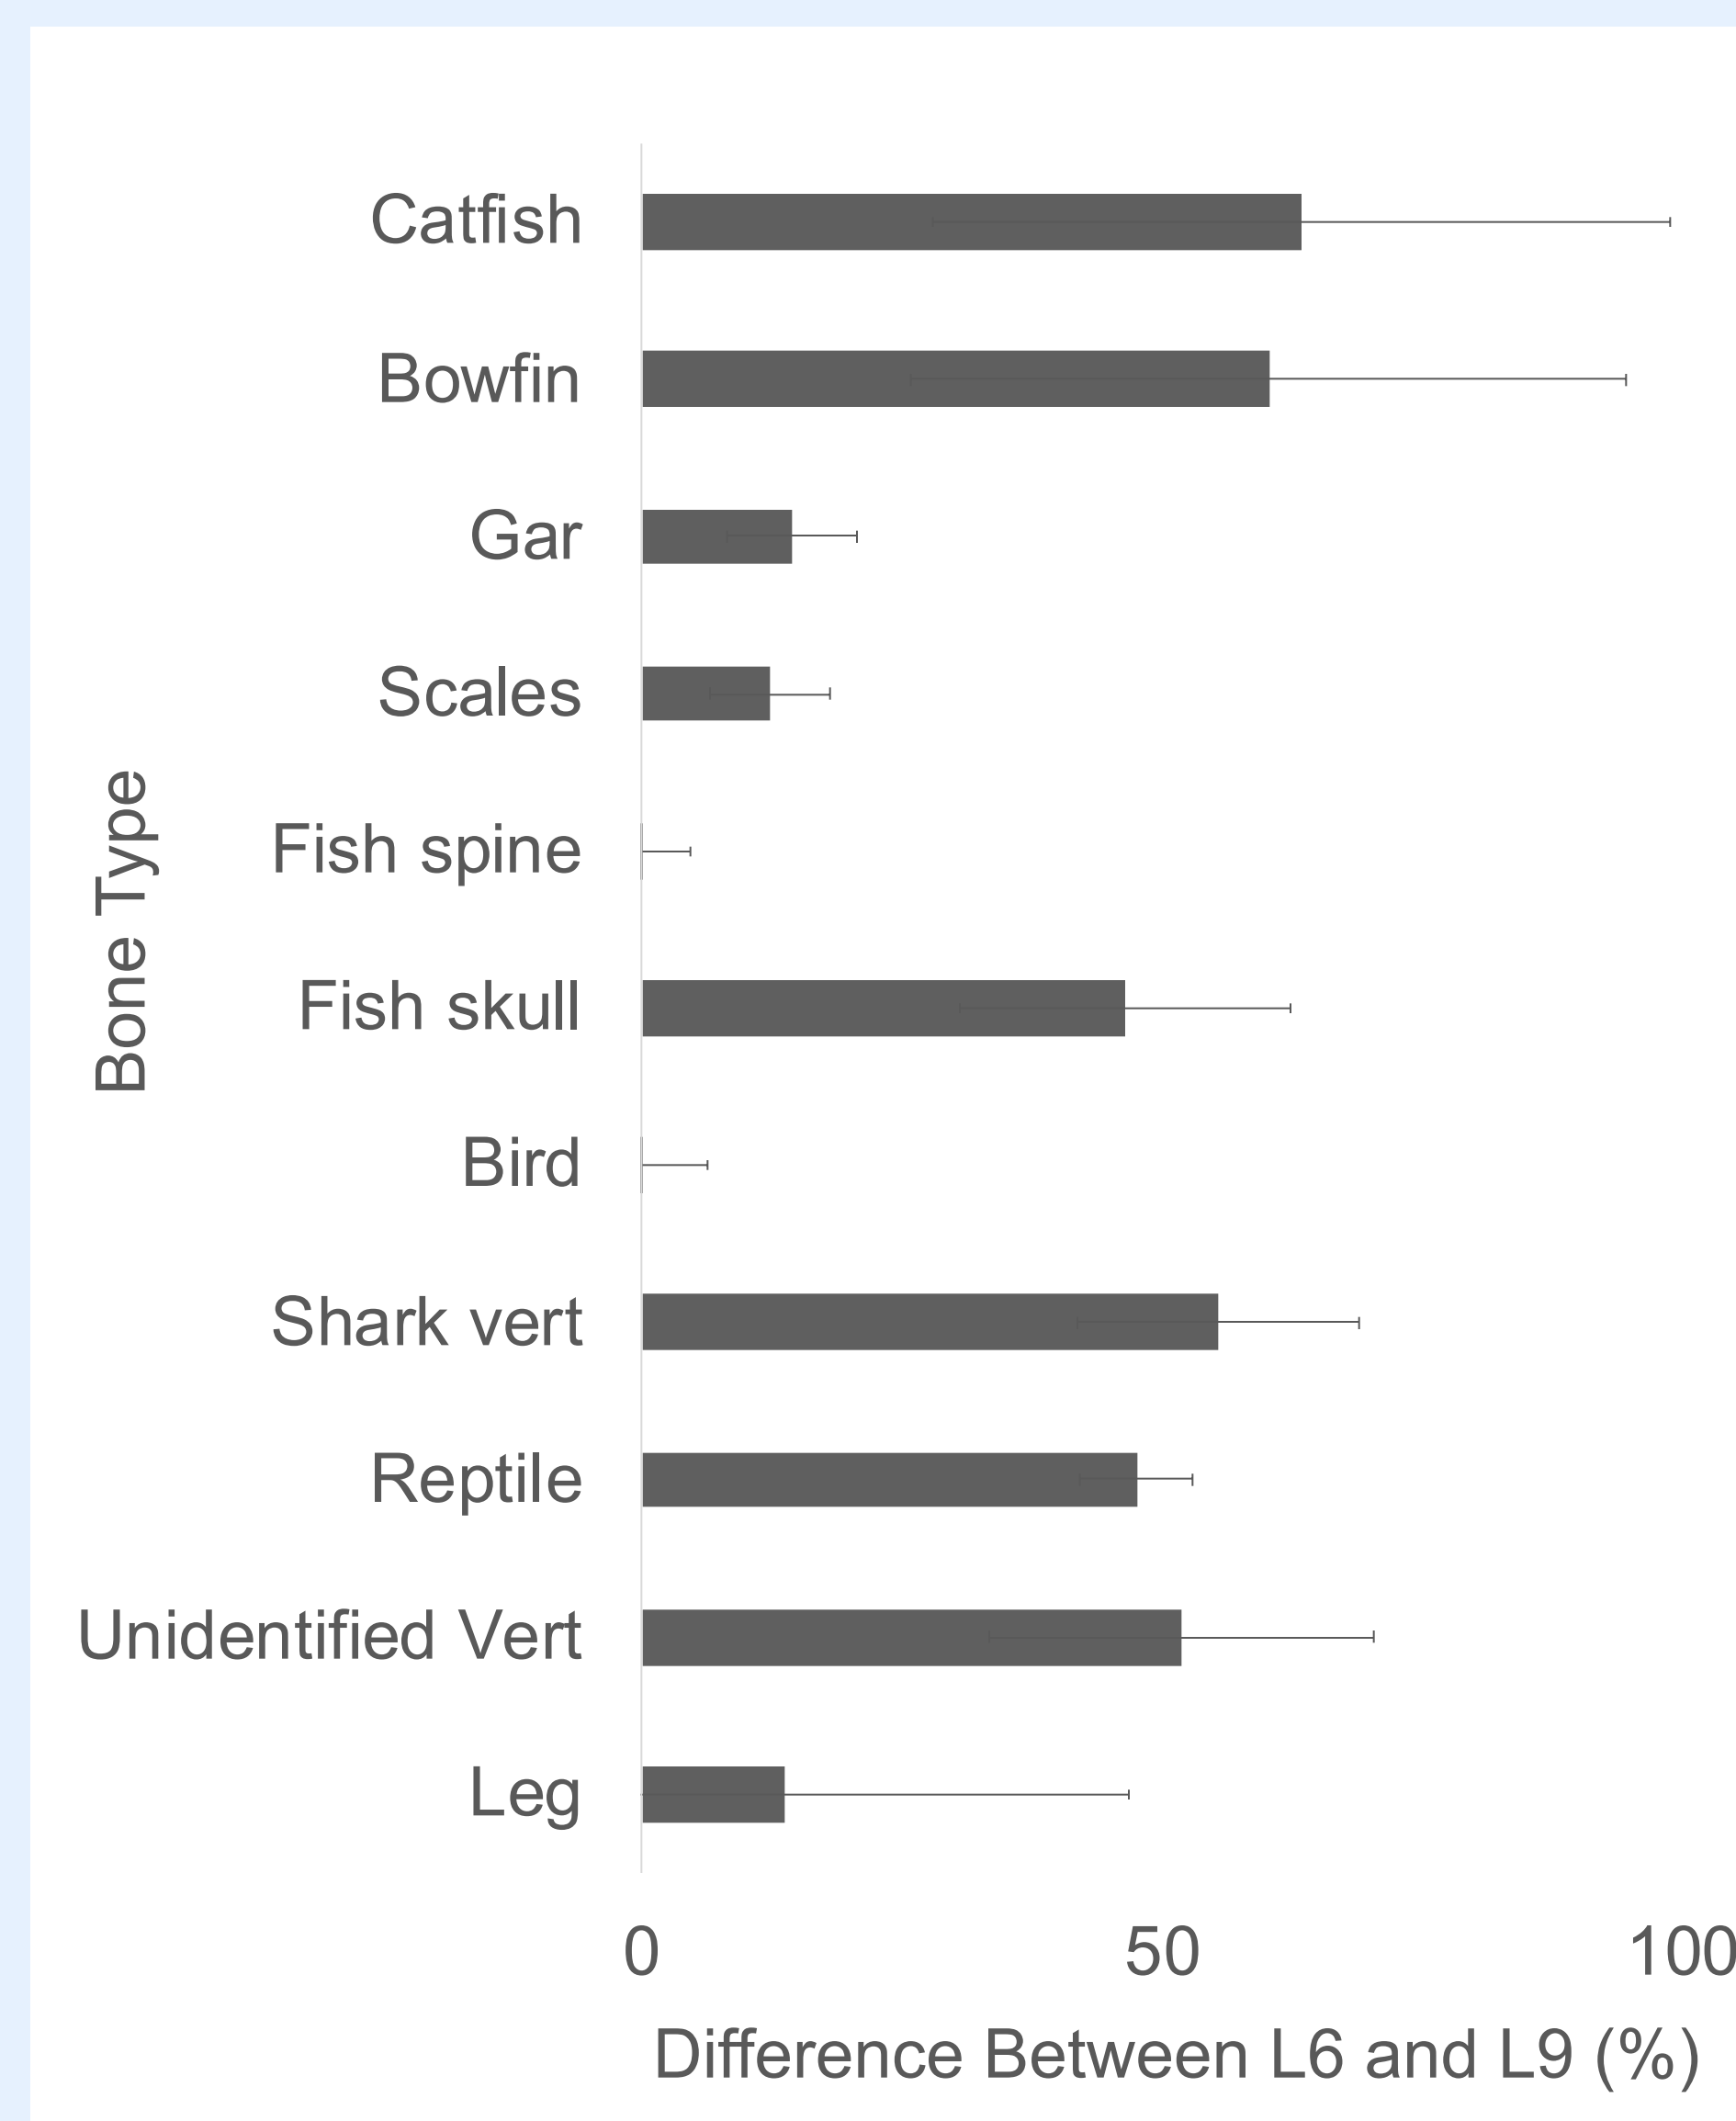 Catfish
Bowfin
Gar
Scales
Fish spine
Fish skull
Bird
Shark vert
Reptile
Unidentified Vert
Leg
Bone Type
0 50 100
Difference Between L6 and L9 (%)